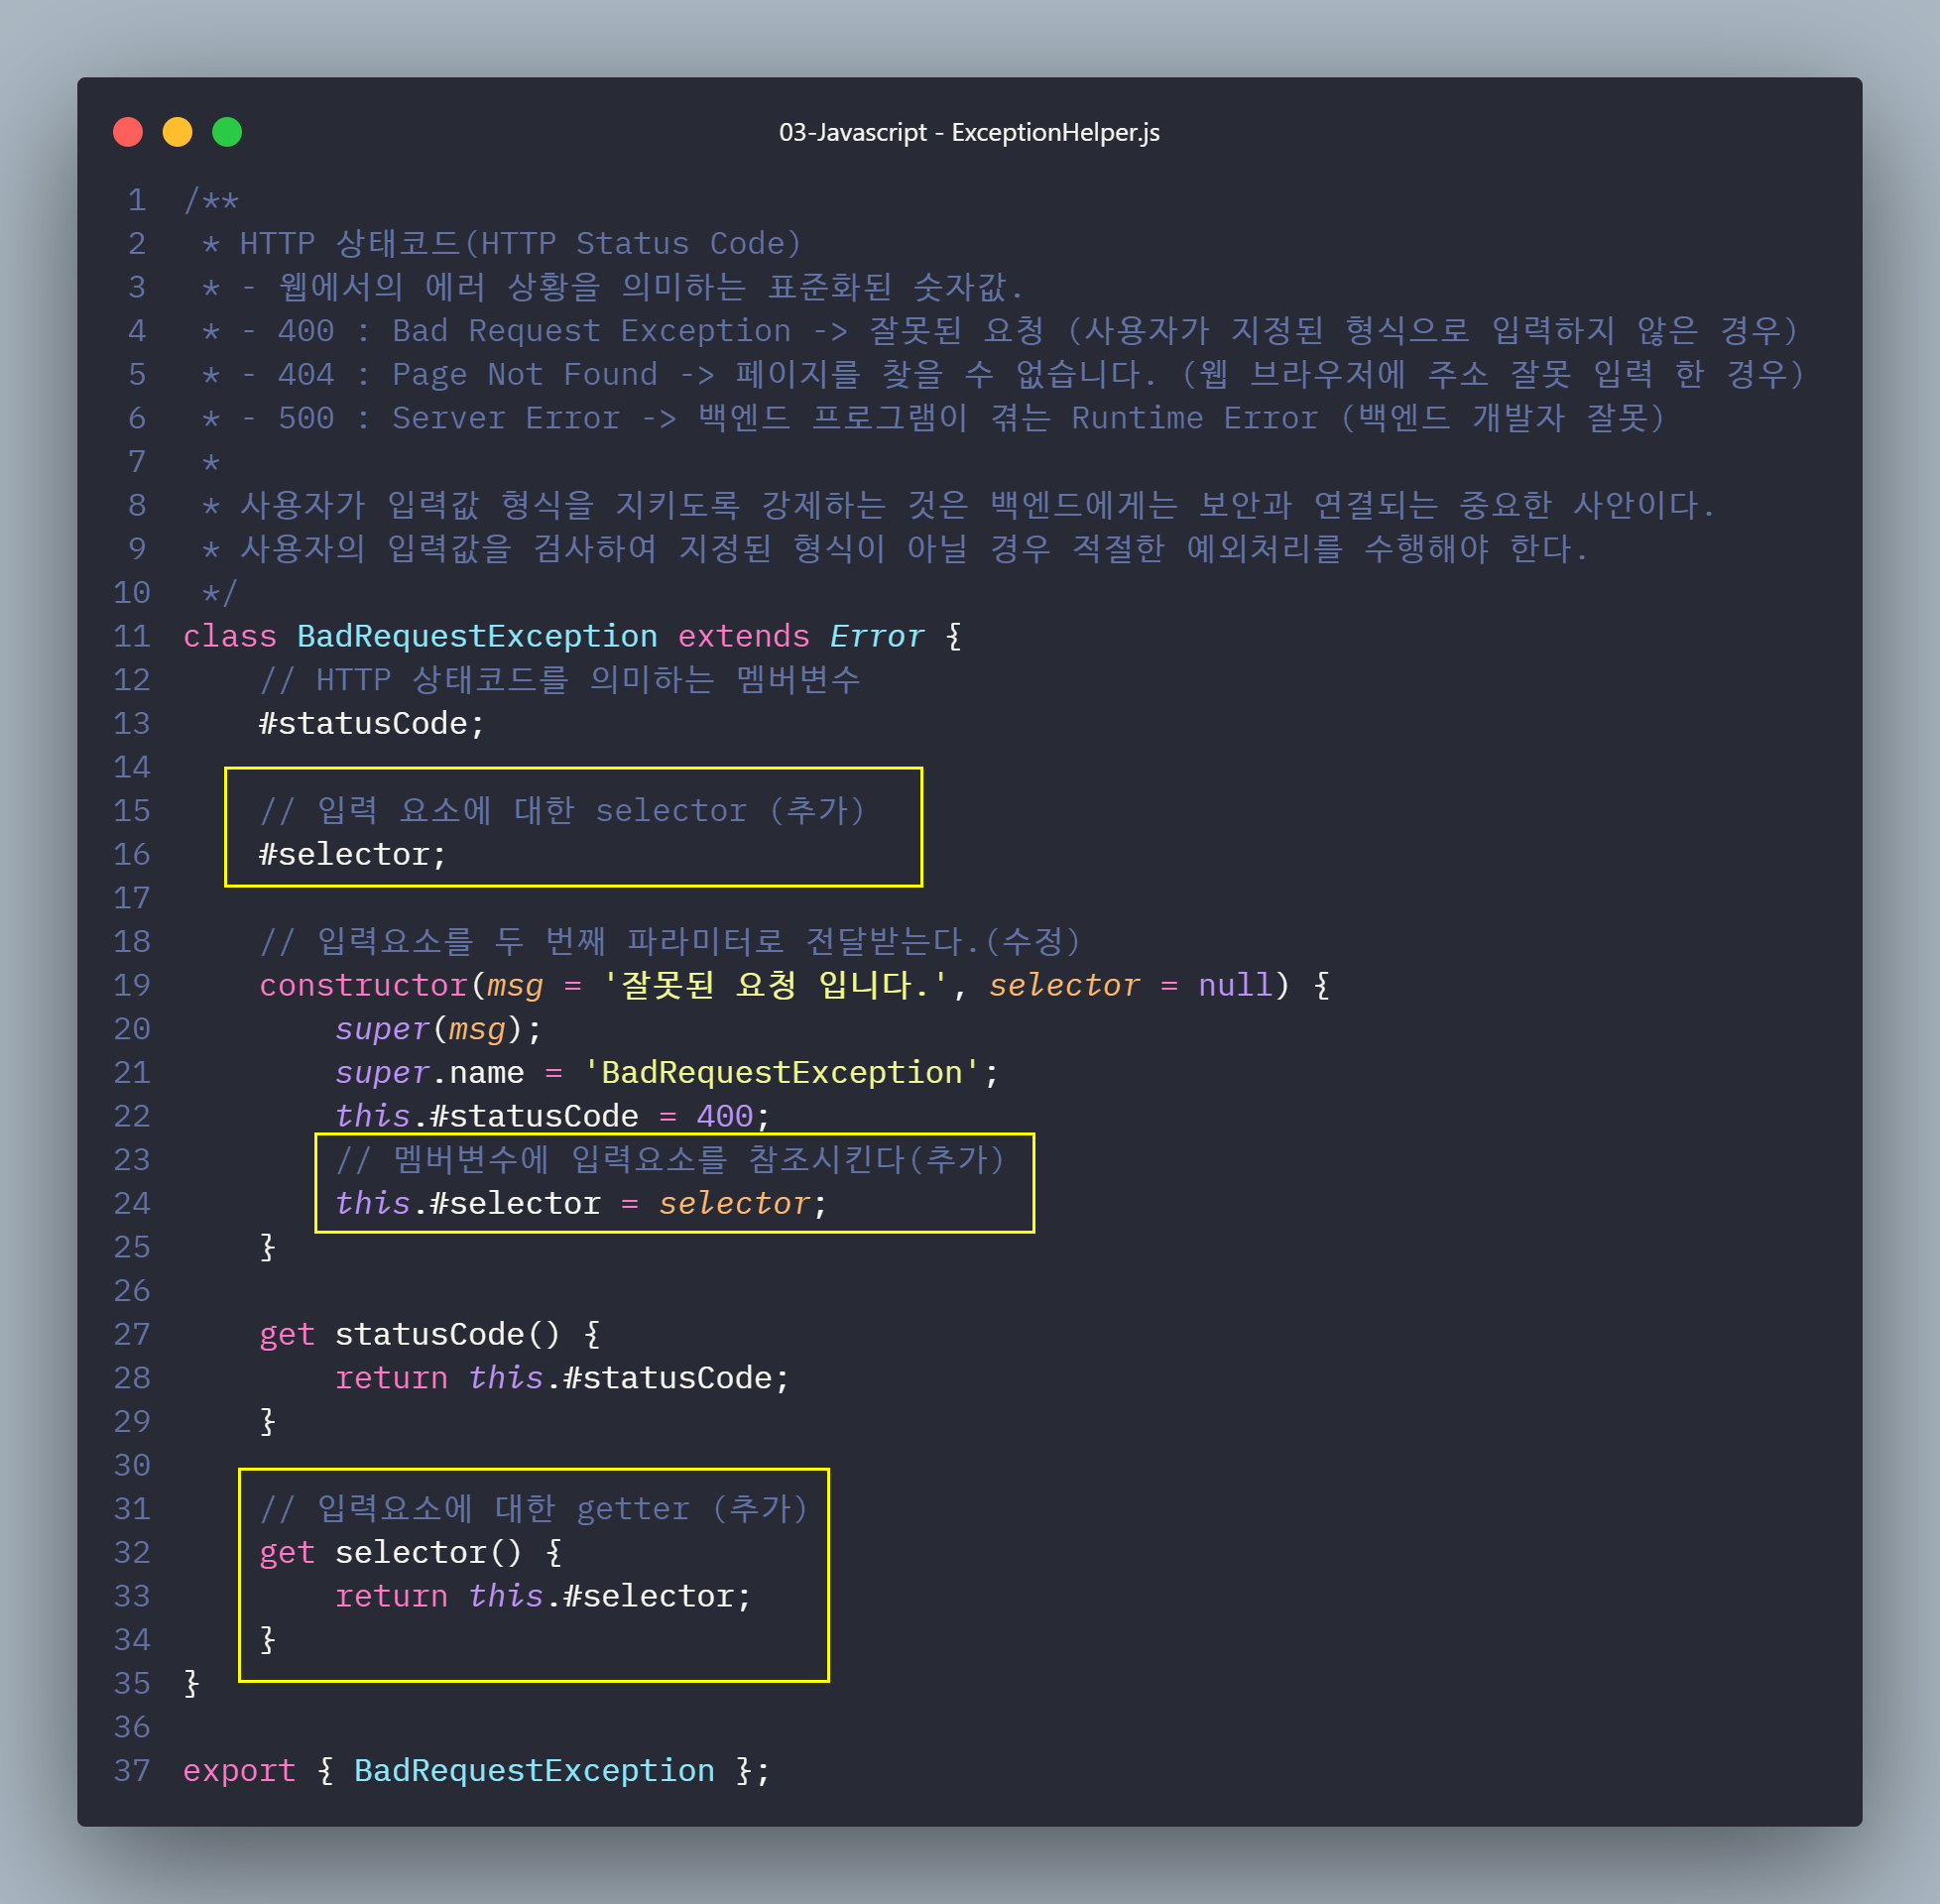 03-Javascript - ExceptionHelper.js
1 /**
2  * HTTP 상태코드(HTTP Status Code)
3  * - 웹에서의 에러 상황을 의미하는 표준화된 숫자값.
4  * - 400 : Bad Request Exception -> 잘못된 요청 (사용자가 지정된 형식으로 입력하지 않은 경우)
5  * - 404 : Page Not Found -> 페이지를 찾을 수 없습니다. (웹 브라우저에 주소 잘못 입력 한 경우)
6  * - 500 : Server Error -> 백엔드 프로그램이 겪는 Runtime Error (백엔드 개발자 잘못)
7  *
8  * 사용자가 입력값 형식을 지키도록 강제하는 것은 백엔드에게는 보안과 연결되는 중요한 사안이다.
9  * 사용자의 입력값을 검사하여 지정된 형식이 아닐 경우 적절한 예외처리를 수행해야 한다.
10  */
11 class BadRequestException extends Error {
12     // HTTP 상태코드를 의미하는 멤버변수
13     #statusCode;
14
15     // 입력 요소에 대한 selector (추가)
16     #selector;
17
18     // 입력요소를 두 번째 파라미터로 전달받는다.(수정)
19     constructor(msg = '잘못된 요청 입니다.', selector = null) {
20         super(msg);
21         super.name = 'BadRequestException';
22         this.#statusCode = 400;
23         // 멤버변수에 입력요소를 참조시킨다(추가)
24         this.#selector = selector;
25     }
26
27     get statusCode() {
28         return this.#statusCode;
29     }
30
31     // 입력요소에 대한 getter (추가)
32     get selector() {
33         return this.#selector;
34     }
35 }
36
37 export { BadRequestException };